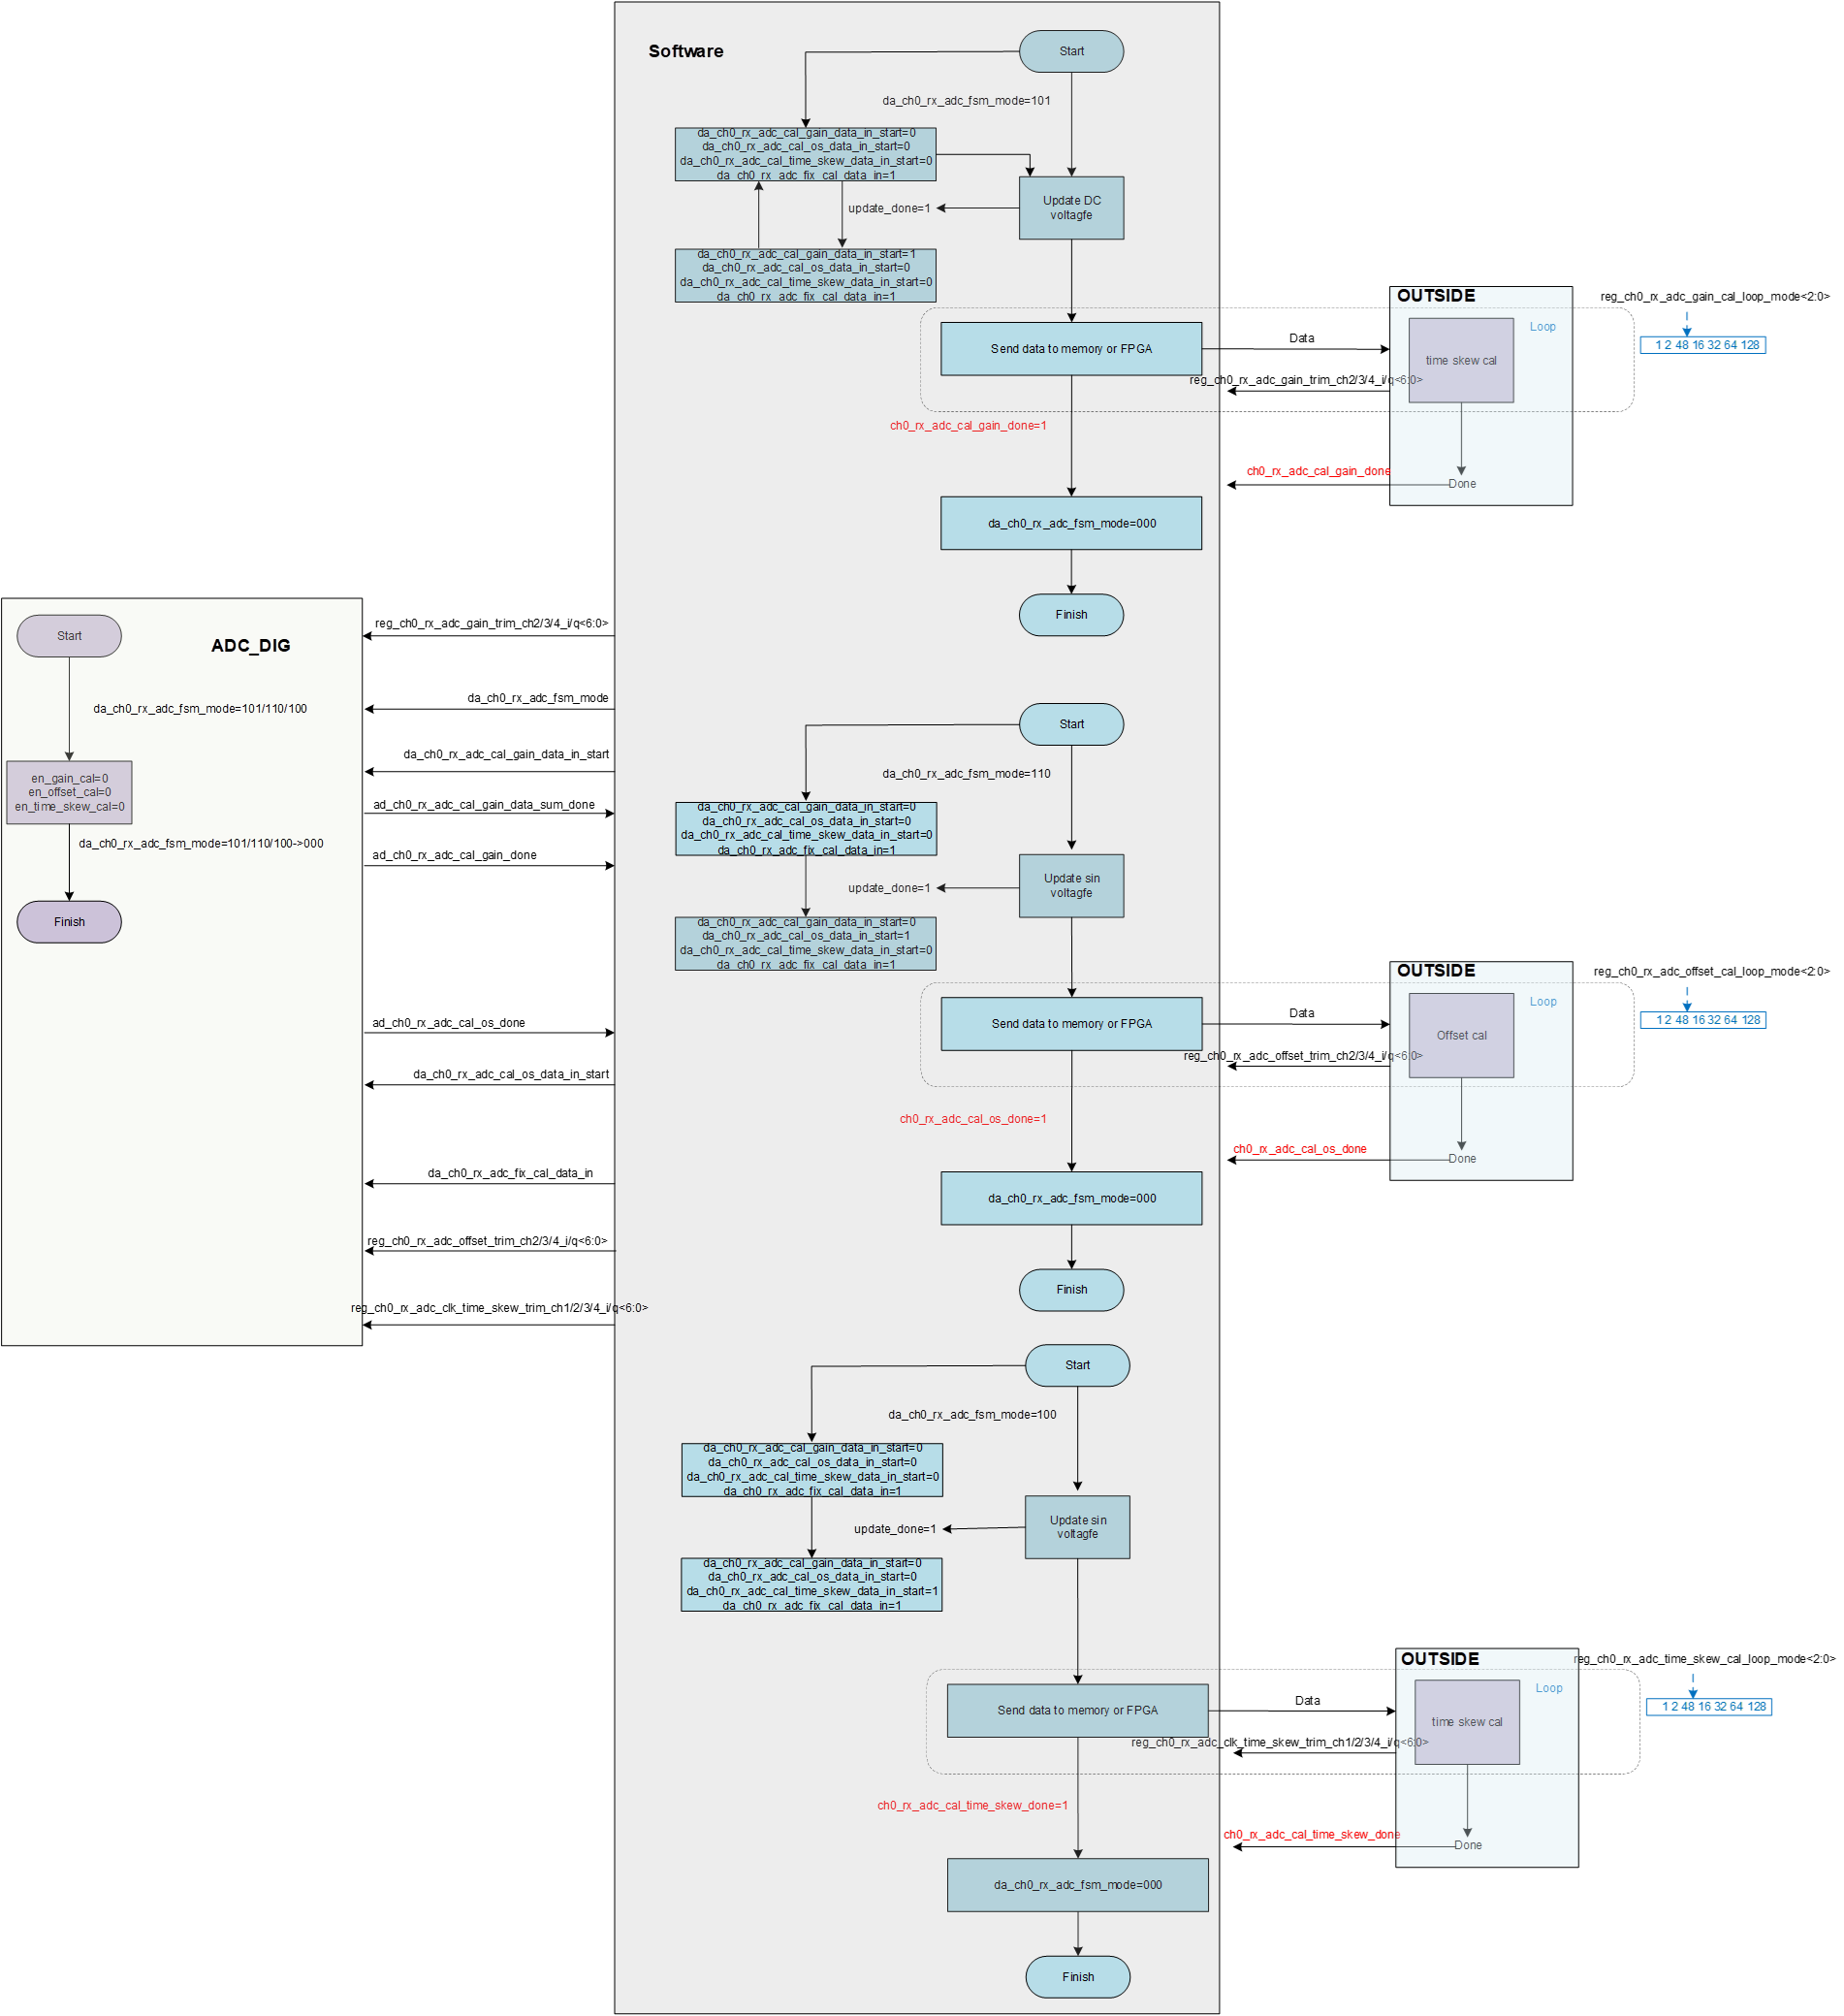 Software
Start
da_ch0_rx_adc_fsm_mode=101
da_ch0_rx_adc_cal_gain_data_in_start=0
da_ch0_rx_adc_cal_os_data_in_start=0
da_ch0_rx_adc_cal_time_skew_data_in_start=0
da_ch0_rx_adc_fix_cal_data_in=1
Update DC
voltagfe
update_done=1
da_ch0_rx_adc_cal_gain_data_in_start=1
da_ch0_rx_adc_cal_os_data_in_start=0
da_ch0_rx_adc_cal_time_skew_data_in_start=0
da_ch0_rx_adc_fix_cal_data_in=1
OUTSIDE
reg_ch0_rx_adc_gain_cal_loop_mode<2:0>
Loop
1 2 48 16 32 64 128
Send data to memory or FPGA
Data
time skew cal
reg_ch0_rx_adc_gain_trim_ch2/3/4_i/q<6:0>
ch0_rx_adc_cal_gain_done=1
ch0_rx_adc_cal_gain_done
Done
da_ch0_rx_adc_fsm_mode=000
Finish
ADC_DIG
Start
da_ch0_rx_adc_fsm_mode=101/110/100
en_gain_cal=0
en_offset_cal=0
en_time_skew_cal=0
da_ch0_rx_adc_fsm_mode=101/110/100->000
Finish
reg_ch0_rx_adc_gain_trim_ch2/3/4_i/q<6:0>
da_ch0_rx_adc_fsm_mode
da_ch0_rx_adc_cal_gain_data_in_start
ad_ch0_rx_adc_cal_gain_data_sum_done
ad_ch0_rx_adc_cal_gain_done
ad_ch0_rx_adc_cal_os_done
da_ch0_rx_adc_cal_os_data_in_start
da_ch0_rx_adc_fix_cal_data_in
reg_ch0_rx_adc_offset_trim_ch2/3/4_i/q<6:0>
reg_ch0_rx_adc_clk_time_skew_trim_ch1/2/3/4_i/q<6:0>
Start
da_ch0_rx_adc_fsm_mode=110
da_ch0_rx_adc_cal_gain_data_in_start=0
da_ch0_rx_adc_cal_os_data_in_start=0
da_ch0_rx_adc_cal_time_skew_data_in_start=0
da_ch0_rx_adc_fix_cal_data_in=1
Update sin
voltagfe
update_done=1
da_ch0_rx_adc_cal_gain_data_in_start=0
da_ch0_rx_adc_cal_os_data_in_start=1
da_ch0_rx_adc_cal_time_skew_data_in_start=0
da_ch0_rx_adc_fix_cal_data_in=1
OUTSIDE
reg_ch0_rx_adc_offset_cal_loop_mode<2:0>
Loop
1 2 48 16 32 64 128
Send data to memory or FPGA
Data
Offset cal
reg_ch0_rx_adc_offset_trim_ch2/3/4_i/q<6:0>
ch0_rx_adc_cal_os_done=1
ch0_rx_adc_cal_os_done
Done
da_ch0_rx_adc_fsm_mode=000
Finish
Start
da_ch0_rx_adc_fsm_mode=100
da_ch0_rx_adc_cal_gain_data_in_start=0
da_ch0_rx_adc_cal_os_data_in_start=0
da_ch0_rx_adc_cal_time_skew_data_in_start=0
da_ch0_rx_adc_fix_cal_data_in=1
Update sin
voltagfe
update_done=1
da_ch0_rx_adc_cal_gain_data_in_start=0
da_ch0_rx_adc_cal_os_data_in_start=0
da_ch0_rx_adc_cal_time_skew_data_in_start=1
da_ch0_rx_adc_fix_cal_data_in=1
OUTSIDE
reg_ch0_rx_adc_time_skew_cal_loop_mode<2:0>
Loop
1 2 48 16 32 64 128
Send data to memory or FPGA
Data
time skew cal
reg_ch0_rx_adc_clk_time_skew_trim_ch1/2/3/4_i/q<6:0>
ch0_rx_adc_cal_time_skew_done=1
ch0_rx_adc_cal_time_skew_done
Done
da_ch0_rx_adc_fsm_mode=000
Finish